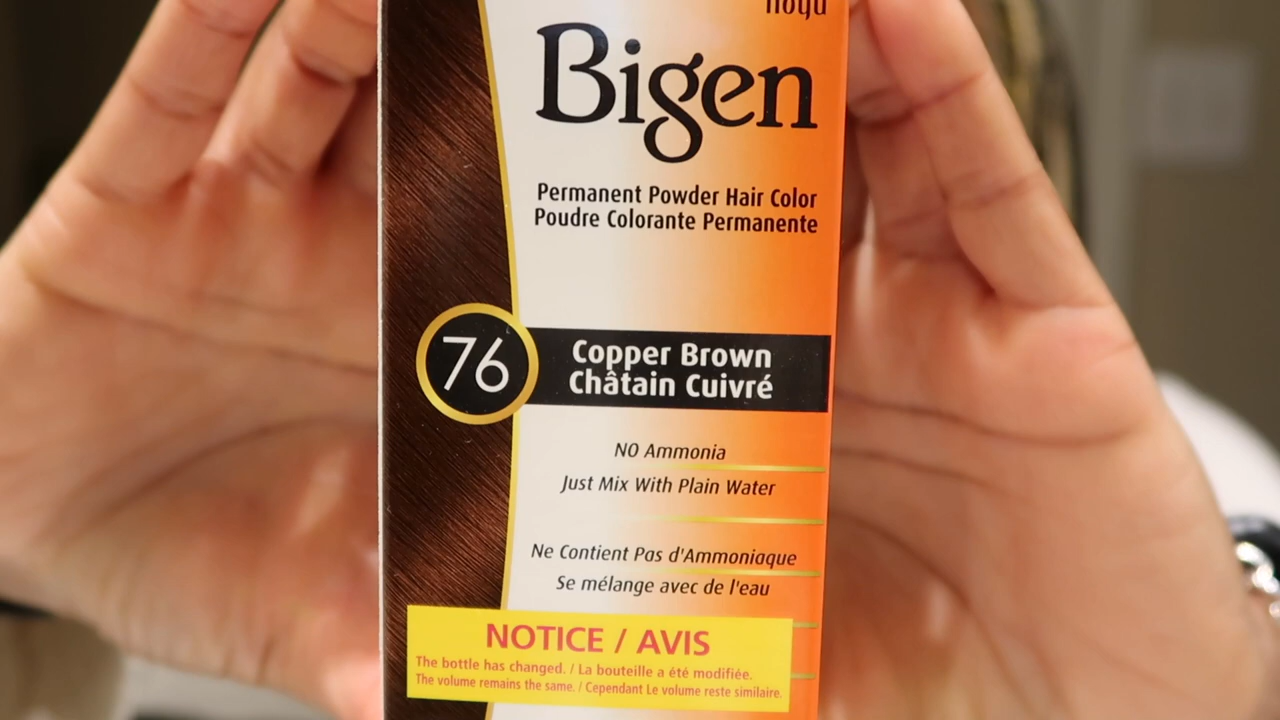 hoyu
Bigen
Permanent Powder Hair Color
Poudre Colorante Permanente
76
Copper Brown
Châtain Cuivré
NO Ammonia
Just Mix With Plain Water
Ne Contient Pas d'Ammoniaque
Se mélange avec de l'eau
NOTICE / AVIS
The bottle has changed. / La bouteille a été modifiée.
The volume remains the same. / Cependant Le volume reste similaire.